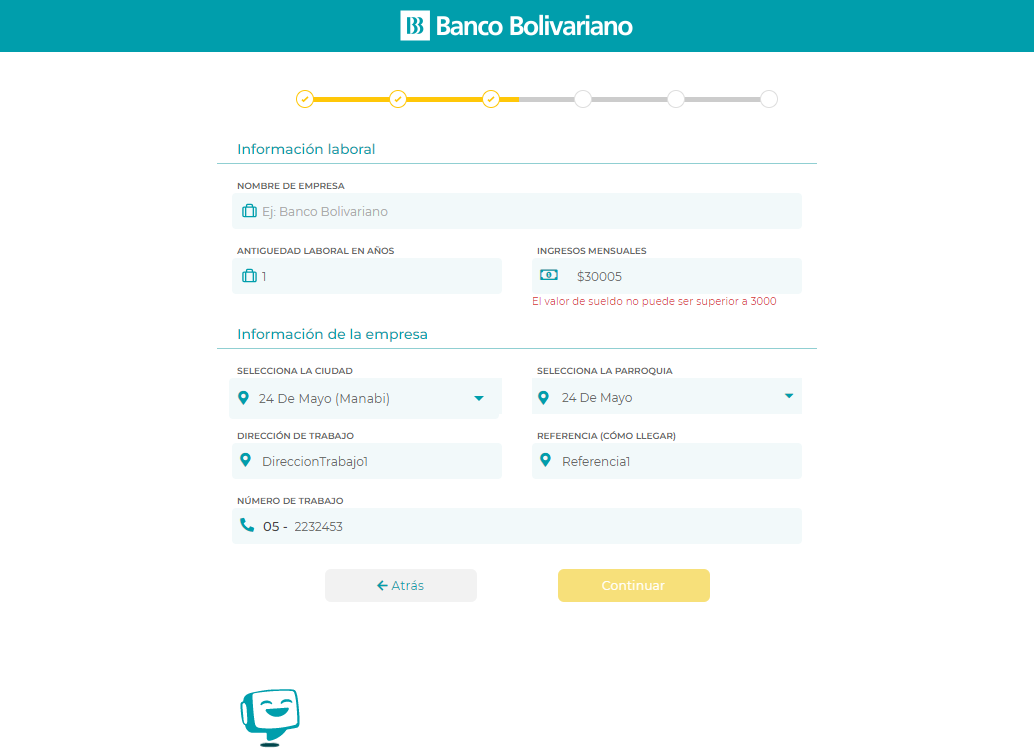 Banco Bolivariano
Información laboral
NOMBRE DE EMPRESA
Ej: Banco Bolivariano
ANTIGUEDAD LABORAL EN AÑOS
INGRESOS MENSUALES
1
$30005
El valor de sueldo no puede ser superior a 3000
Información de la empresa
SELECCIONA LA CIUDAD
SELECCIONA LA PARROQUIA
24 De Mayo (Manabi)
24 De Mayo
DIRECCIÓN DE TRABAJO
REFERENCIA (CÓMO LLEGAR)
DireccionTrabajo1
Referencia1
NÚMERO DE TRABAJO
05 - 2232453
Atrás
Continuar